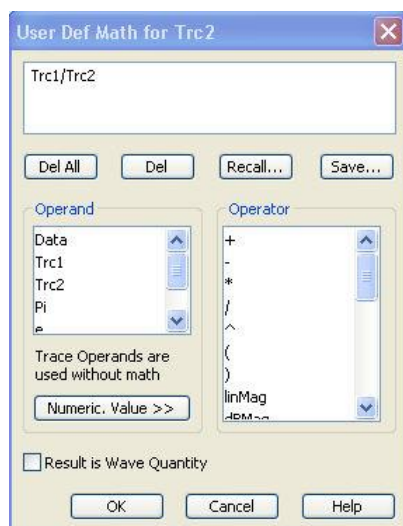 User Def Math for Trc2
Trc1/Trc2
Del All
Del
Recall...
Save...
Operand
Data
Trc1
Trc2
Pi
e
Trace Operands are
used without math
Numeric. Value >>
Operator
+
-
*
/
^
(
)
linMag
dBMag
Result is Wave Quantity
OK
Cancel
Help